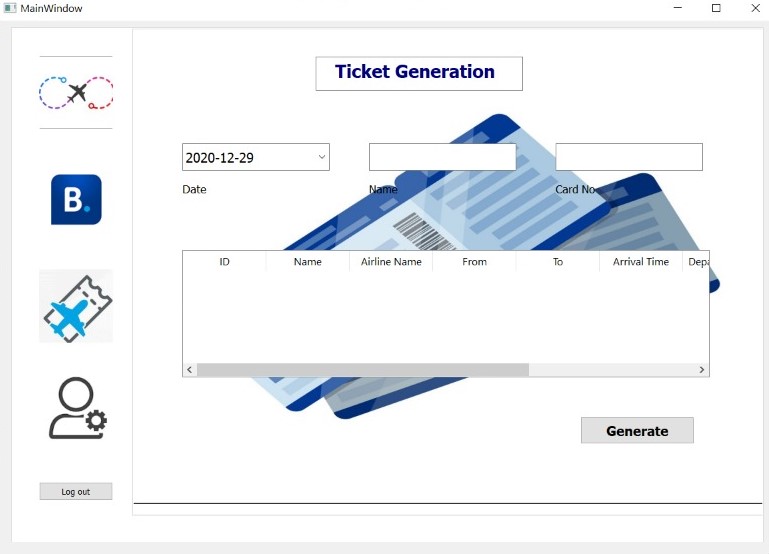 MainWindow
Ticket Generation
B.
2020-12-29
Date
Name
Card No
ID
Name
Airline Name
From
To
Arrival Time
Depa
Generate
Log out